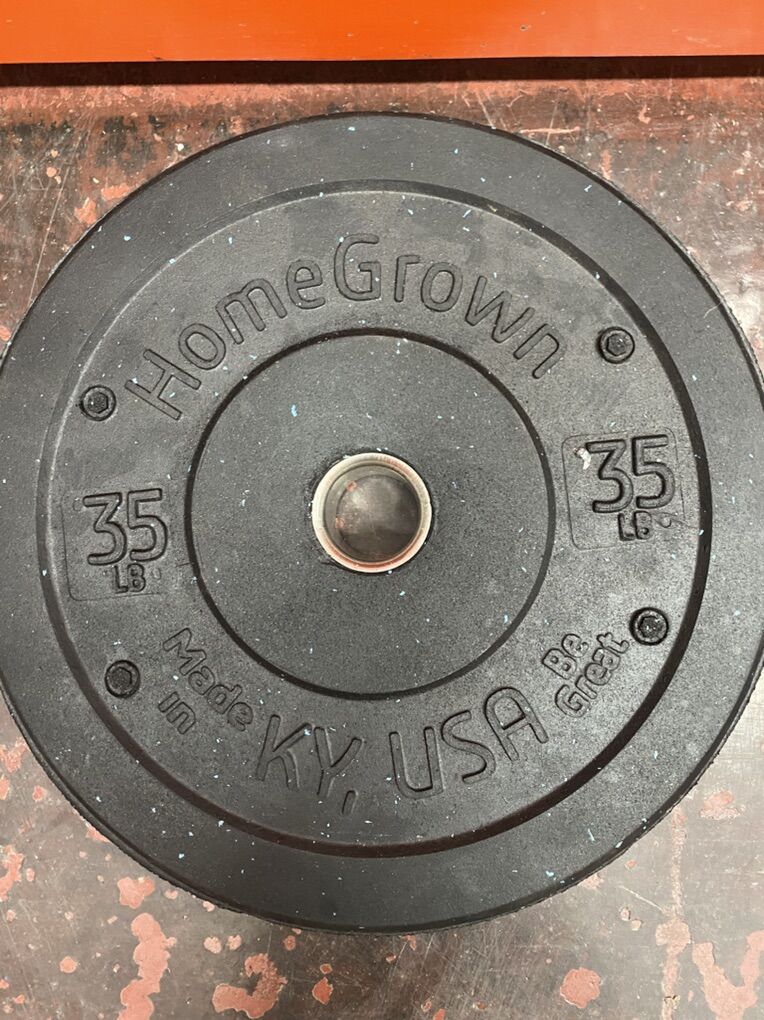 HomeGrown
35
LB
35
LB
Made
in
KY, USA
Be
Great